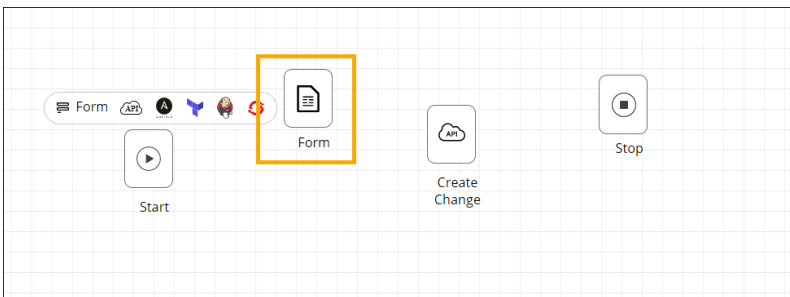 Form
API
Form
API
Stop
Create
Change
Start